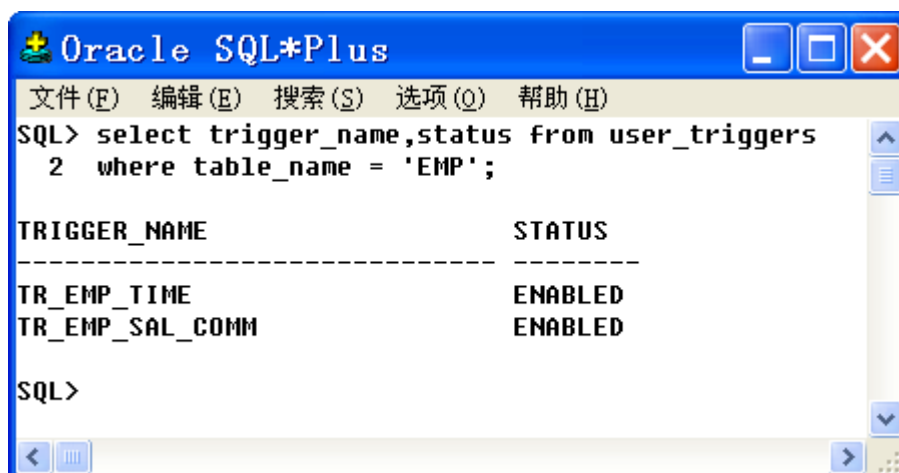 Oracle SQL*Plus
文件(F) 编辑(E) 搜索(S) 选项(O) 帮助(H)
SQL> select trigger_name,status from user_triggers
  2  where table_name = 'EMP';
TRIGGER_NAME                   STATUS
------------------------------ --------
TR_EMP_TIME                    ENABLED
TR_EMP_SAL_COMM                ENABLED
SQL>